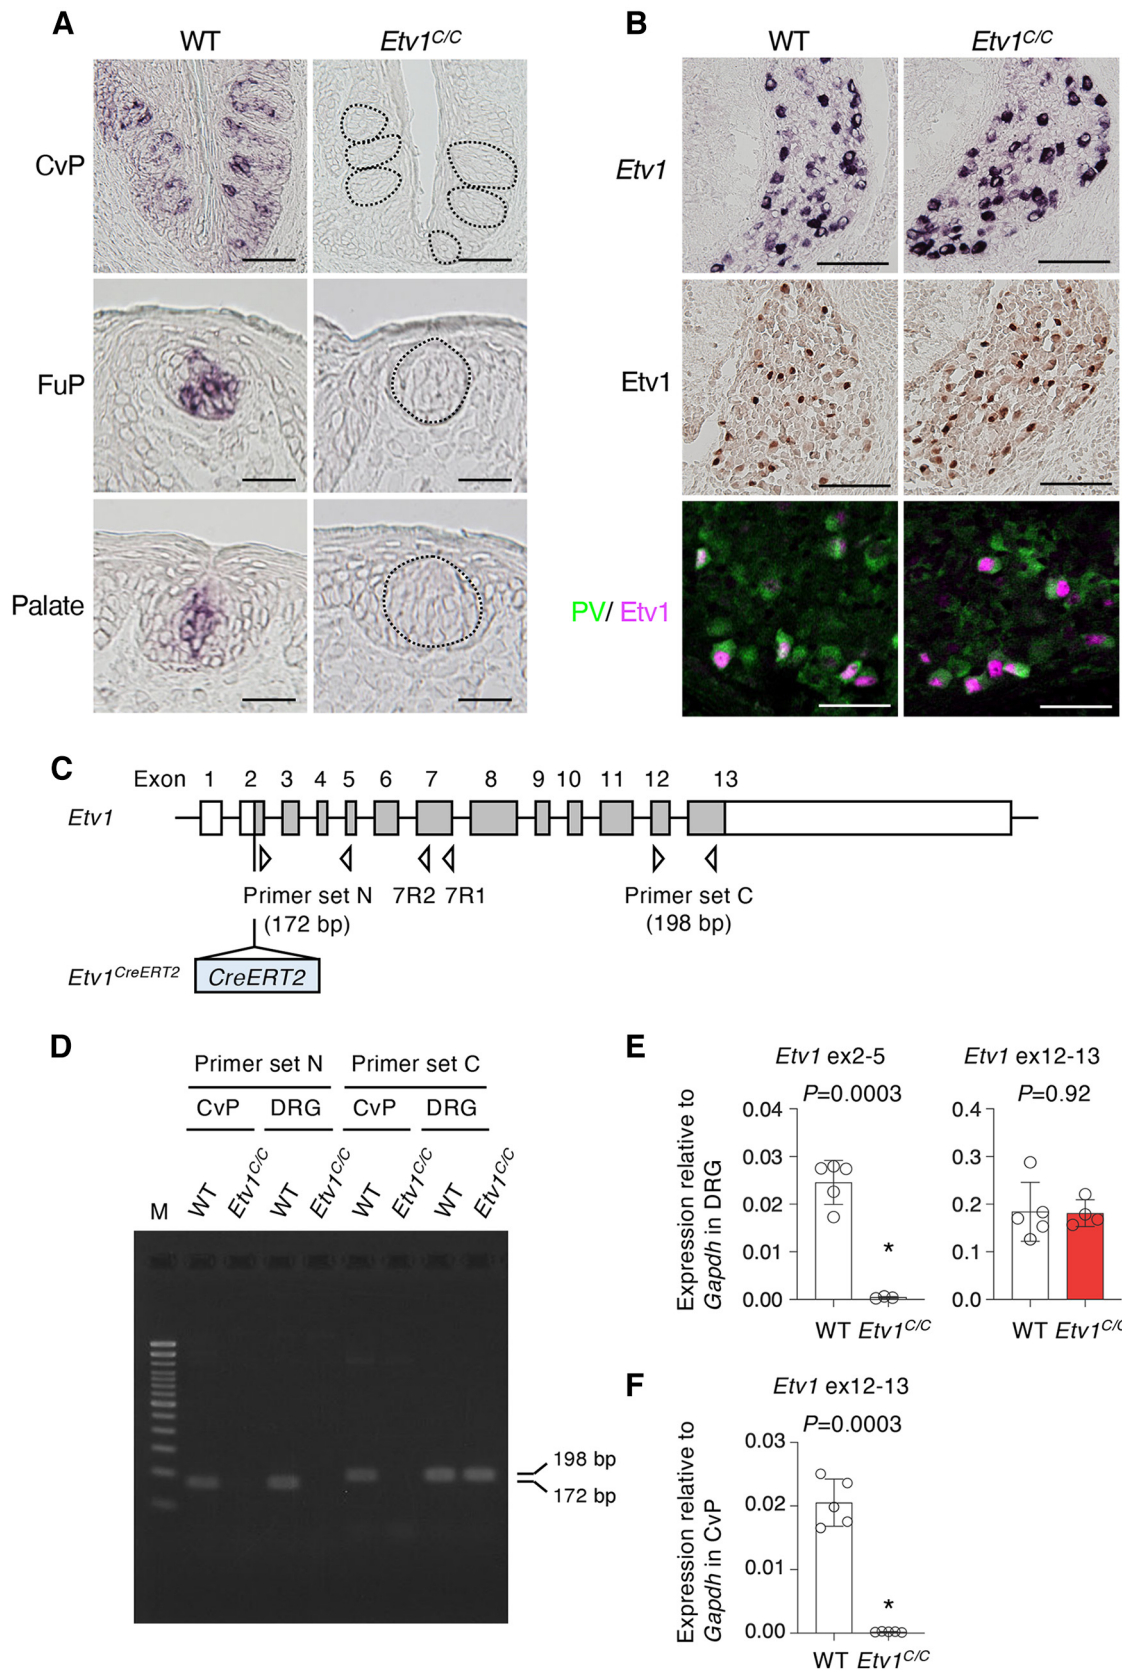 A
WT
Etv1C/C
CvP
FuP
Palate
B
WT
Etv1C/C
Etv1
Etv1
PV/ Etv1
C
Exon 1 2 3 4 5 6 7 8 9 10 11 12 13
Etv1
Primer set N
(172 bp)
7R2 7R1
Primer set C
(198 bp)
Etv1CreERT2
CreERT2
D
Primer set N Primer set C
CvP DRG CvP DRG
M WT Etv1C/C WT Etv1C/C WT Etv1C/C WT Etv1C/C
198 bp
172 bp
E
Etv1 ex2-5
P=0.0003
Expression relative to
Gapdh in DRG
0.04
0.03
0.02
0.01
0.00
*
WT Etv1C/C
Etv1 ex12-13
P=0.92
0.4
0.3
0.2
0.1
0.0
WT Etv1C/C
F
Etv1 ex12-13
P=0.0003
Expression relative to
Gapdh in CvP
0.03
0.02
0.01
0.00
*
WT Etv1C/C